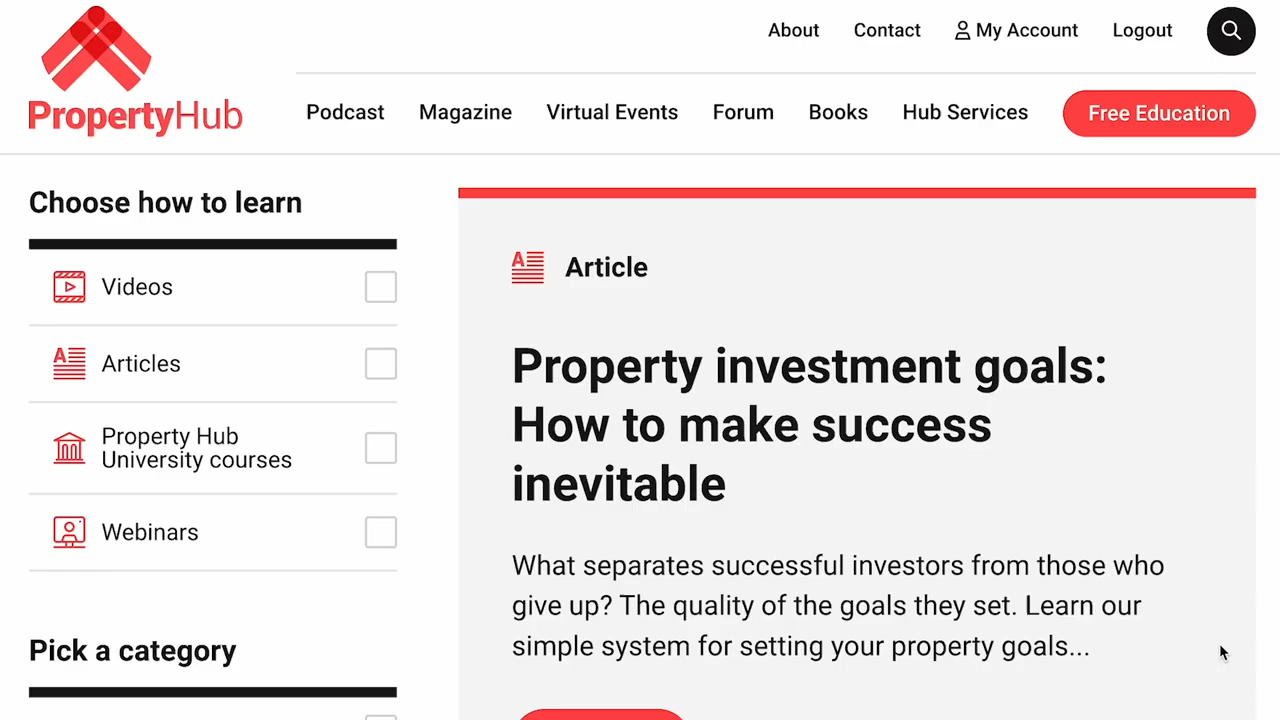 About
Contact
My Account
Logout
PropertyHub
Podcast
Magazine
Virtual Events
Forum
Books
Hub Services
Free Education
Choose how to learn
Videos
A
Articles
Property Hub
University courses
Webinars
Pick a category
A
Article
Property investment goals:
How to make success
inevitable
What separates successful investors from those who
give up? The quality of the goals they set. Learn our
simple system for setting your property goals...